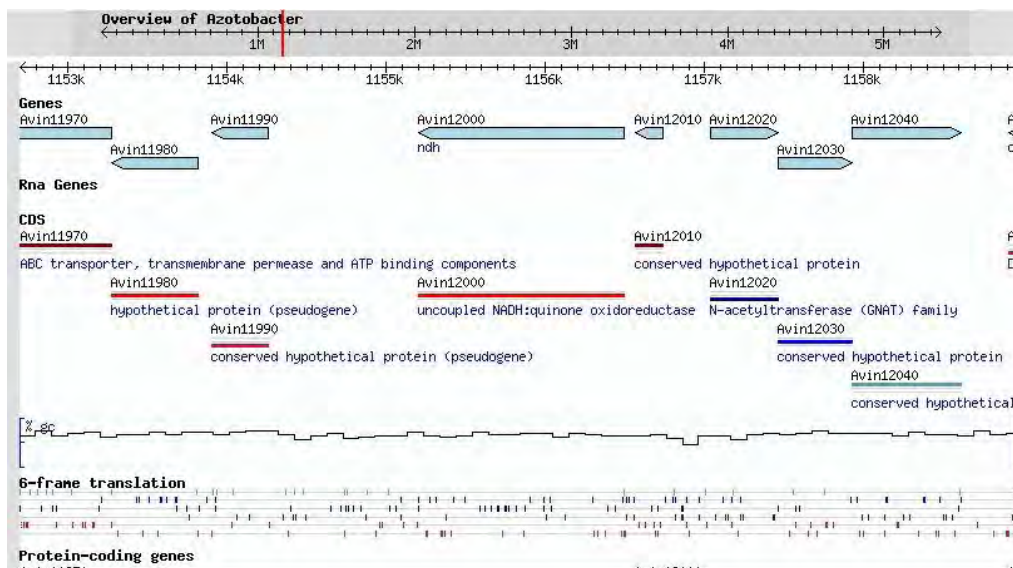 Overview of Azotobacter
1M 2M 3M 4M 5M
1153k 1154k 1155k 1156k 1157k 1158k
Genes
Avin11970 Avin11990 Avin12000 Avin12010 Avin12020 Avin12040
ndh
Avin11980 Avin12030
Rna Genes
CDS
Avin11970 Avin12010
ABC transporter, transmembrane permease and ATP binding components conserved hypothetical protein
Avin11980 Avin12000 Avin12020
hypothetical protein (pseudogene) uncoupled NADH:quinone oxidoreductase N-acetyltransferase (GNAT) family
Avin11990 Avin12030
conserved hypothetical protein (pseudogene) conserved hypothetical protein
Avin12040
conserved hypothetical
% gc
6-frame translation
Protein-coding genes